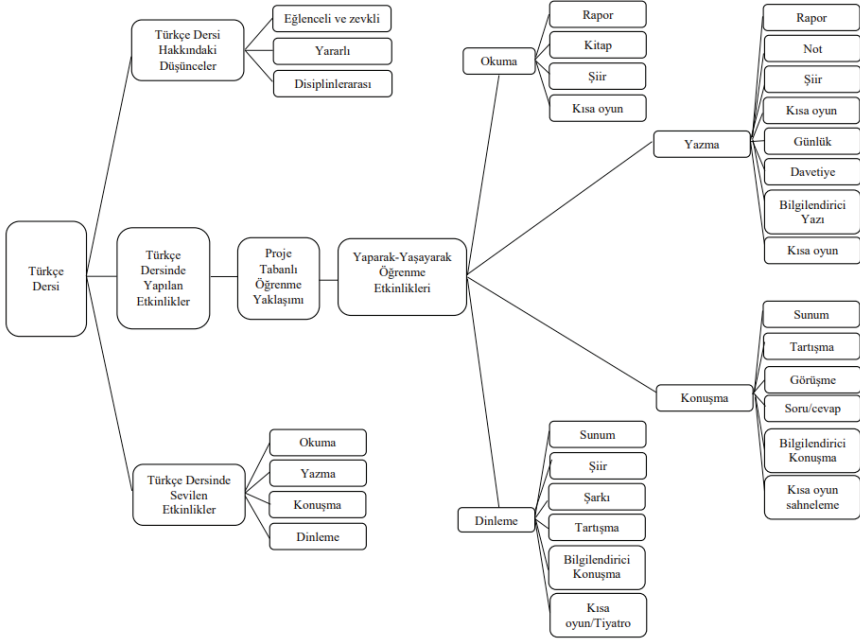 Türkçe Dersi
Hakkındaki
Düşünceler
Eğlenceli ve zevkli
Yararlı
Disiplinlerarası
Türkçe
Dersi
Türkçe
Dersinde
Yapılan
Etkinlikler
Proje
Tabanlı
Öğrenme
Yaklaşımı
Yaparak-Yaşayarak
Öğrenme
Etkinlikleri
Türkçe Dersinde
Sevilen
Etkinlikler
Okuma
Yazma
Konuşma
Dinleme
Okuma
Rapor
Kitap
Şiir
Kısa oyun
Yazma
Rapor
Not
Şiir
Kısa oyun
Günlük
Davetiye
Bilgilendirici
Yazı
Kısa oyun
Konuşma
Sunum
Tartışma
Görüşme
Soru/cevap
Bilgilendirici
Konuşma
Kısa oyun
sahneleme
Dinleme
Sunum
Şiir
Şarkı
Tartışma
Bilgilendirici
Konuşma
Kısa
oyun/Tiyatro